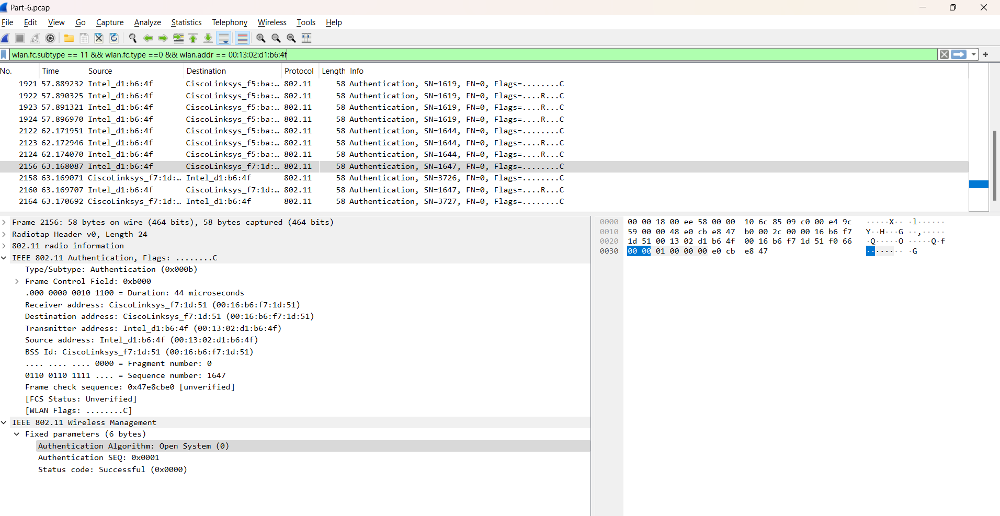 Part-6.pcap
File Edit View Go Capture Analyze Statistics Telephony Wireless Tools Help
wlan.fc.subtype == 11 && wlan.fc.type ==0 && wlan.addr == 00:13:02:d1:b6:4f
No. Time Source Destination Protocol Length Info
1921 57.889232 Intel_d1:b6:4f CiscoLinksys_f5:ba:… 802.11 58 Authentication, SN=1619, FN=0, Flags=........C
1922 57.890325 Intel_d1:b6:4f CiscoLinksys_f5:ba:… 802.11 58 Authentication, SN=1619, FN=0, Flags=....R...C
1923 57.891321 Intel_d1:b6:4f CiscoLinksys_f5:ba:… 802.11 58 Authentication, SN=1619, FN=0, Flags=....R...C
1924 57.896970 Intel_d1:b6:4f CiscoLinksys_f5:ba:… 802.11 58 Authentication, SN=1619, FN=0, Flags=....R...C
2122 62.171951 Intel_d1:b6:4f CiscoLinksys_f5:ba:… 802.11 58 Authentication, SN=1644, FN=0, Flags=........C
2123 62.172946 Intel_d1:b6:4f CiscoLinksys_f5:ba:… 802.11 58 Authentication, SN=1644, FN=0, Flags=....R...C
2124 62.174070 Intel_d1:b6:4f CiscoLinksys_f5:ba:… 802.11 58 Authentication, SN=1644, FN=0, Flags=....R...C
2156 63.168087 Intel_d1:b6:4f CiscoLinksys_f7:1d:… 802.11 58 Authentication, SN=1647, FN=0, Flags=........C
2158 63.169071 CiscoLinksys_f7:1d:… Intel_d1:b6:4f 802.11 58 Authentication, SN=3726, FN=0, Flags=........C
2160 63.169707 Intel_d1:b6:4f CiscoLinksys_f7:1d:… 802.11 58 Authentication, SN=1647, FN=0, Flags=....R...C
2164 63.170692 CiscoLinksys_f7:1d:… Intel_d1:b6:4f 802.11 58 Authentication, SN=3727, FN=0, Flags=........C
Frame 2156: 58 bytes on wire (464 bits), 58 bytes captured (464 bits)
Radiotap Header v0, Length 24
802.11 radio information
IEEE 802.11 Authentication, Flags: ........C
Type/Subtype: Authentication (0x000b)
Frame Control Field: 0xb000
.000 0000 0010 1100 = Duration: 44 microseconds
Receiver address: CiscoLinksys_f7:1d:51 (00:16:b6:f7:1d:51)
Destination address: CiscoLinksys_f7:1d:51 (00:16:b6:f7:1d:51)
Transmitter address: Intel_d1:b6:4f (00:13:02:d1:b6:4f)
Source address: Intel_d1:b6:4f (00:13:02:d1:b6:4f)
BSS Id: CiscoLinksys_f7:1d:51 (00:16:b6:f7:1d:51)
.... .... .... 0000 = Fragment number: 0
0110 0110 1111 .... = Sequence number: 1647
Frame check sequence: 0x47e8cbe0 [unverified]
[FCS Status: Unverified]
[WLAN Flags: ........C]
IEEE 802.11 Wireless Management
Fixed parameters (6 bytes)
Authentication Algorithm: Open System (0)
Authentication SEQ: 0x0001
Status code: Successful (0x0000)
0000 00 00 18 00 ee 58 00 00 10 6c 85 09 c0 00 e4 9c ·····X·· ·l······
0010 59 00 00 48 e0 cb e8 47 b0 00 2c 00 00 16 b6 f7 Y··H···G ··,·····
0020 1d 51 00 13 02 d1 b6 4f 00 16 b6 f7 1d 51 f0 66 ·Q·····O ·····Q·f
0030 00 00 01 00 00 00 e0 cb e8 47 ········ ·G